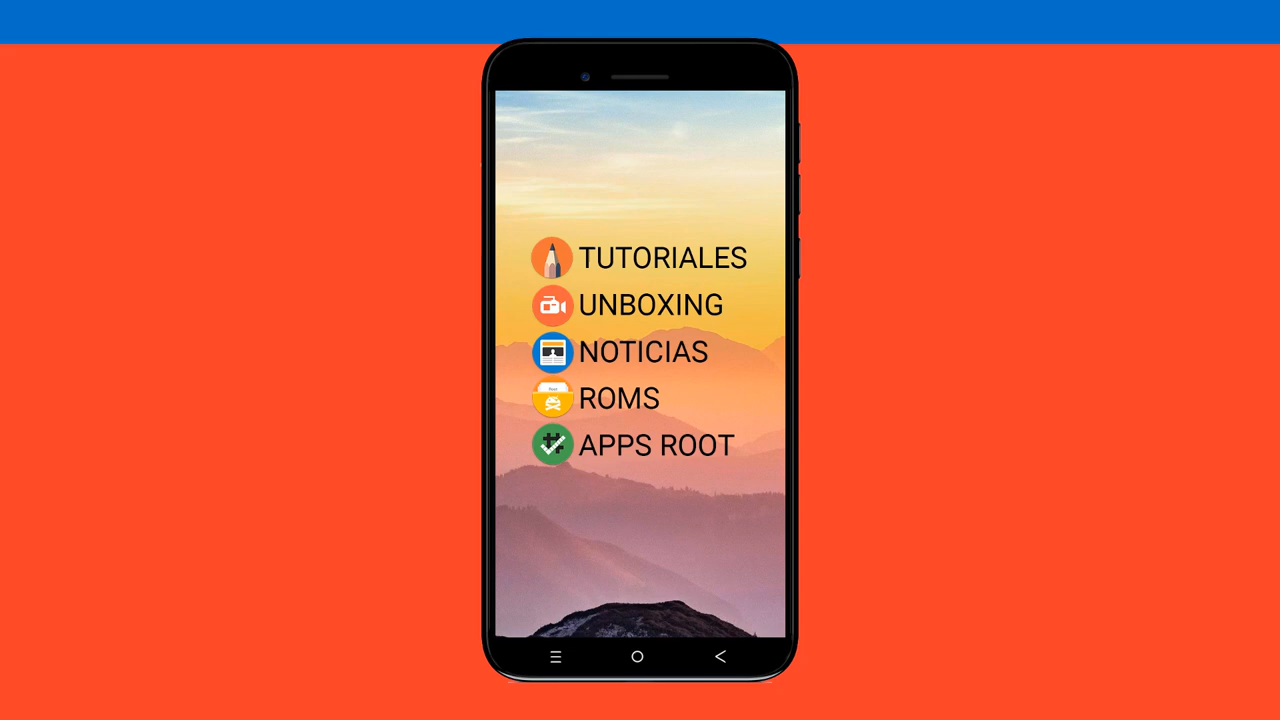 TUTORIALES
UNBOXING
NOTICIAS
ROMS
APPS ROOT